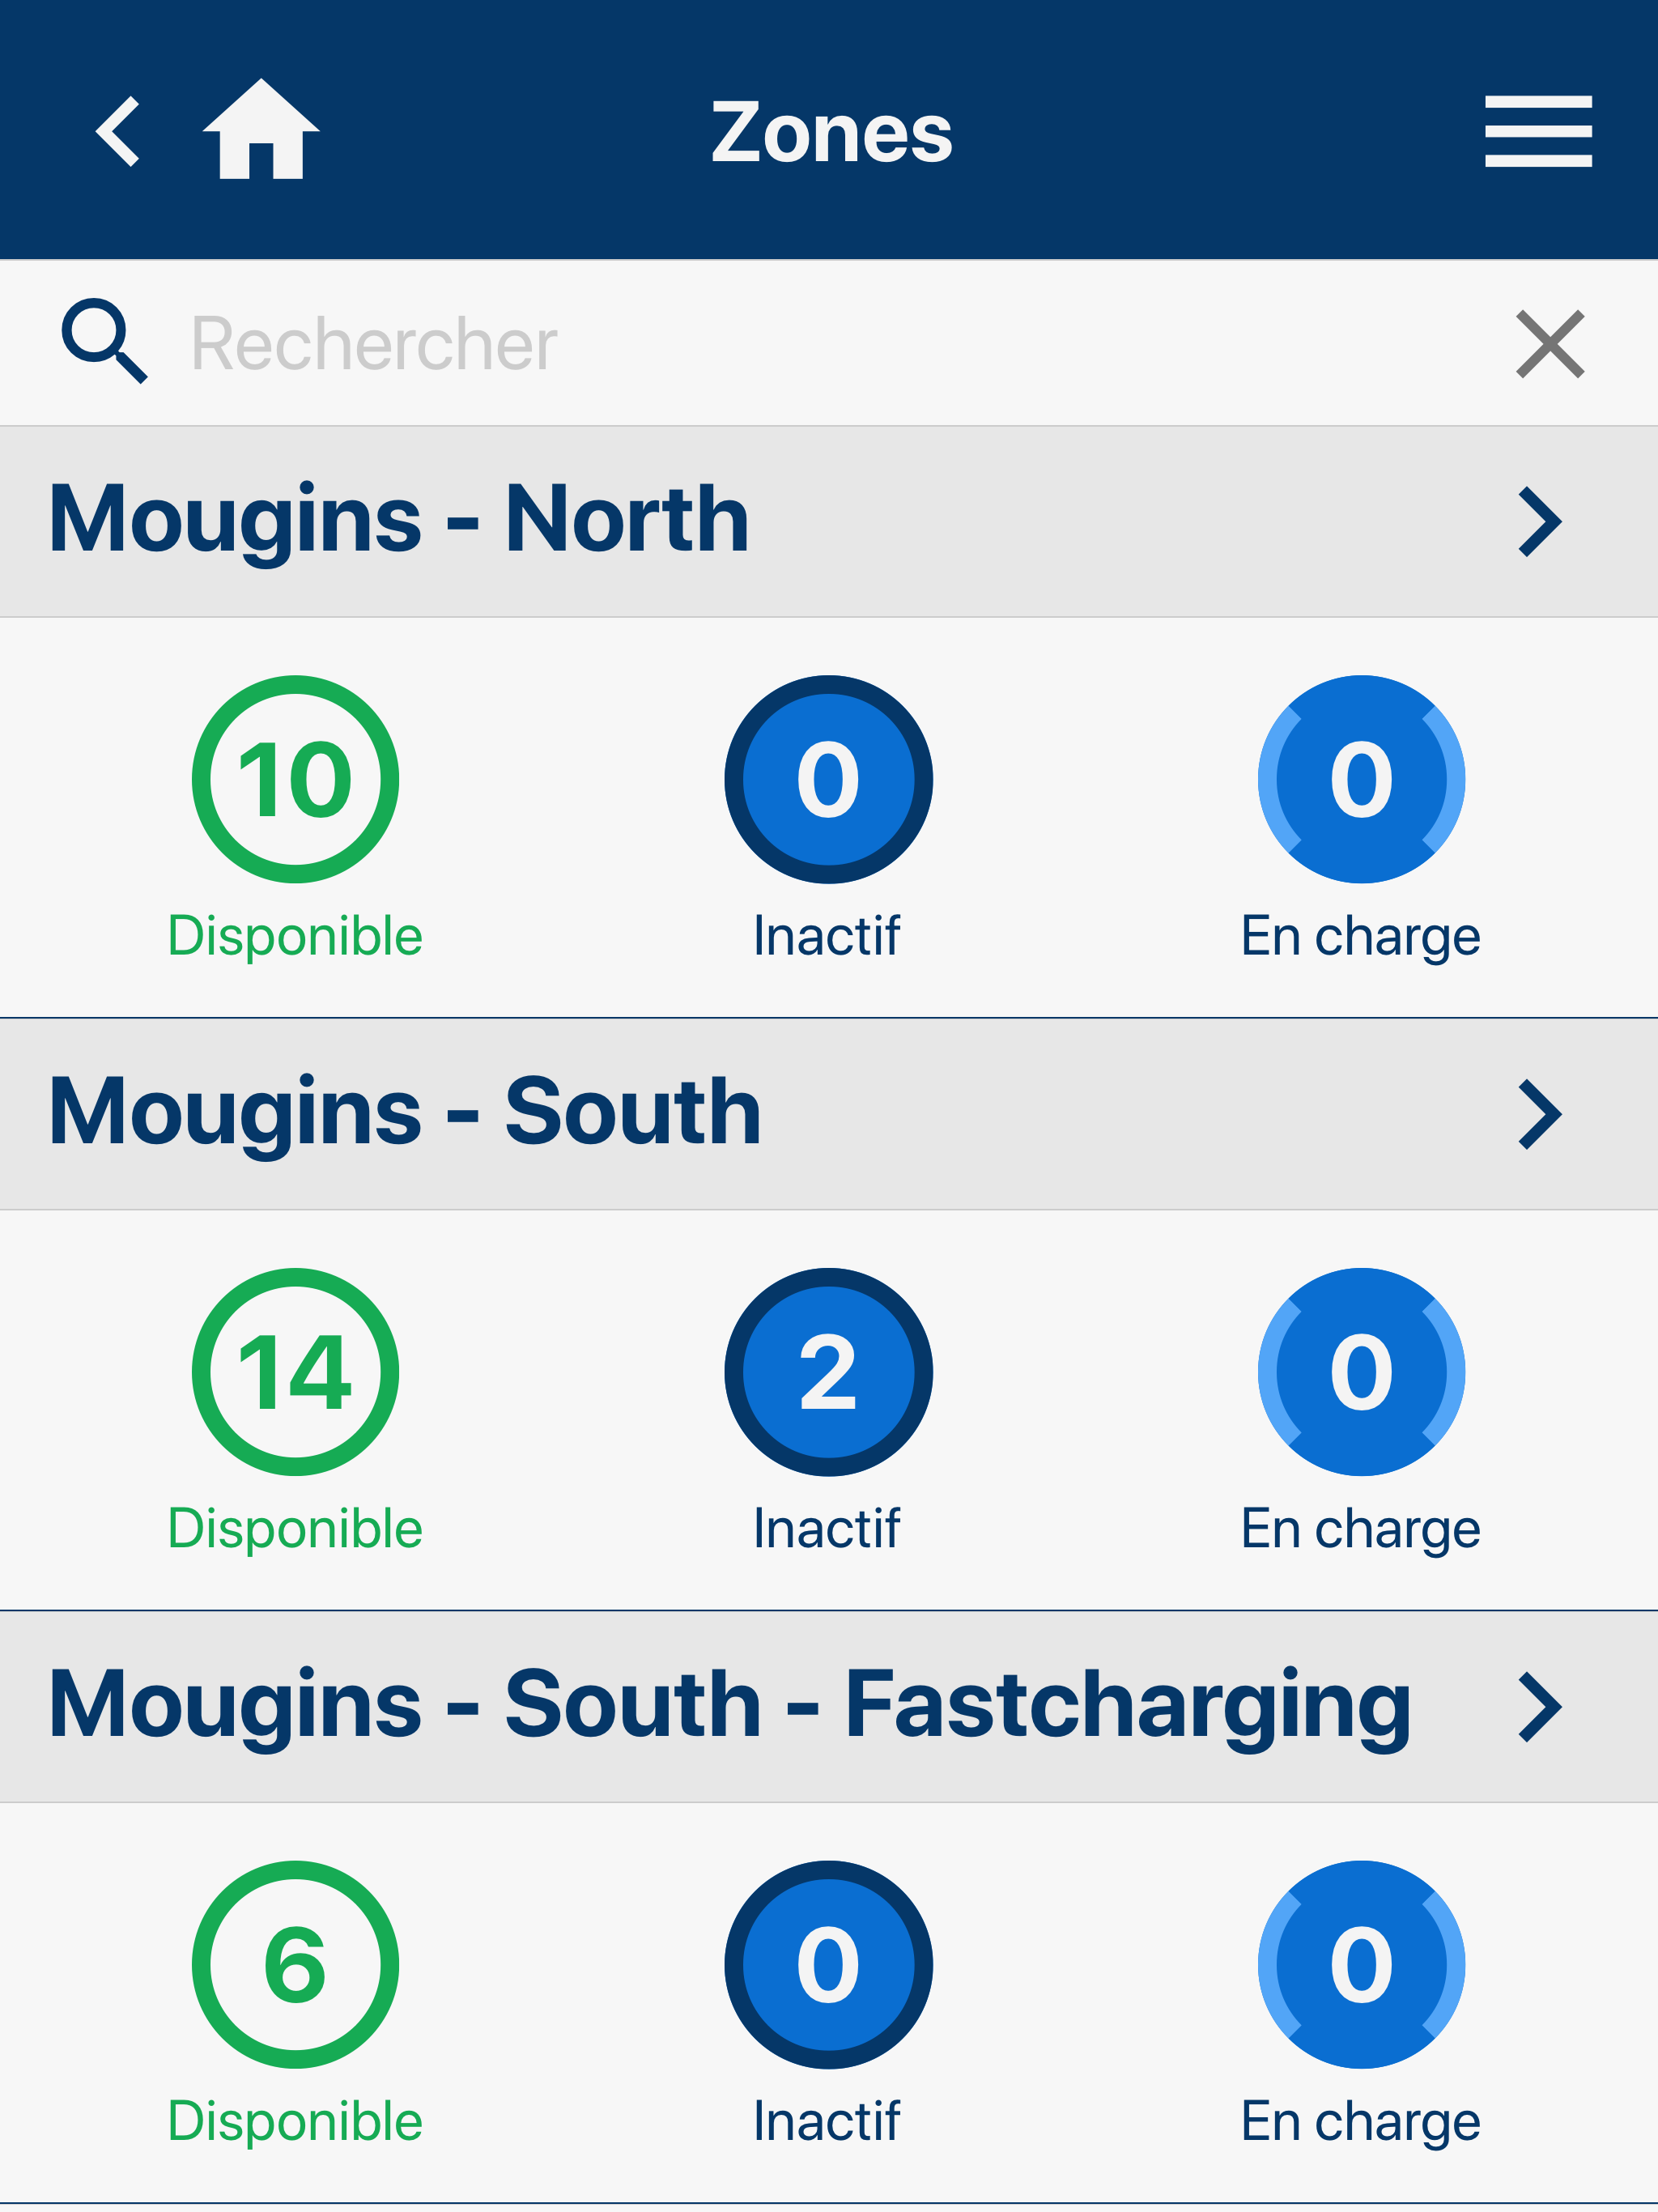 Zones
Rechercher
Mougins - North
10 0 0
Disponible Inactif En charge
Mougins - South
14 2 0
Disponible Inactif En charge
Mougins - South - Fastcharging
6 0 0
Disponible Inactif En charge